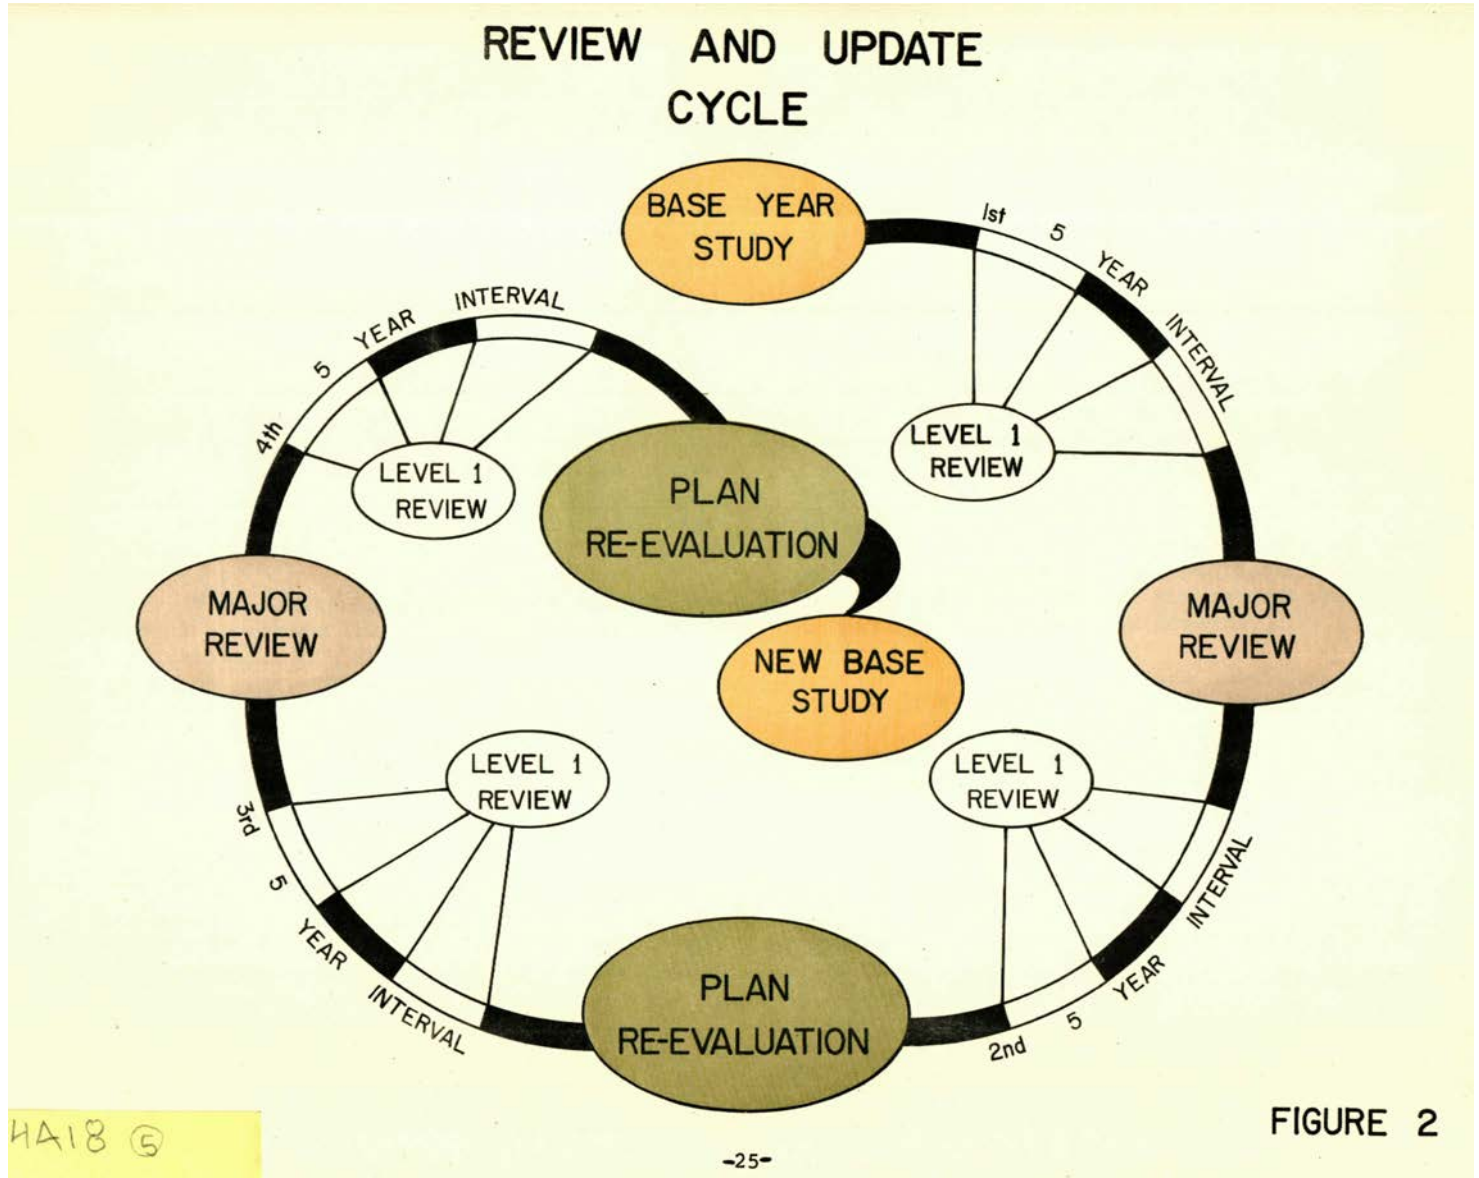 REVIEW AND UPDATE
CYCLE
BASE YEAR
STUDY
1st 5 YEAR INTERVAL
LEVEL 1
REVIEW
MAJOR
REVIEW
LEVEL 1
REVIEW
2nd 5 YEAR INTERVAL
PLAN
RE-EVALUATION
3rd 5 YEAR INTERVAL
LEVEL 1
REVIEW
MAJOR
REVIEW
4th 5 YEAR INTERVAL
LEVEL 1
REVIEW
PLAN
RE-EVALUATION
NEW BASE
STUDY
HA18 5
FIGURE 2
-25-